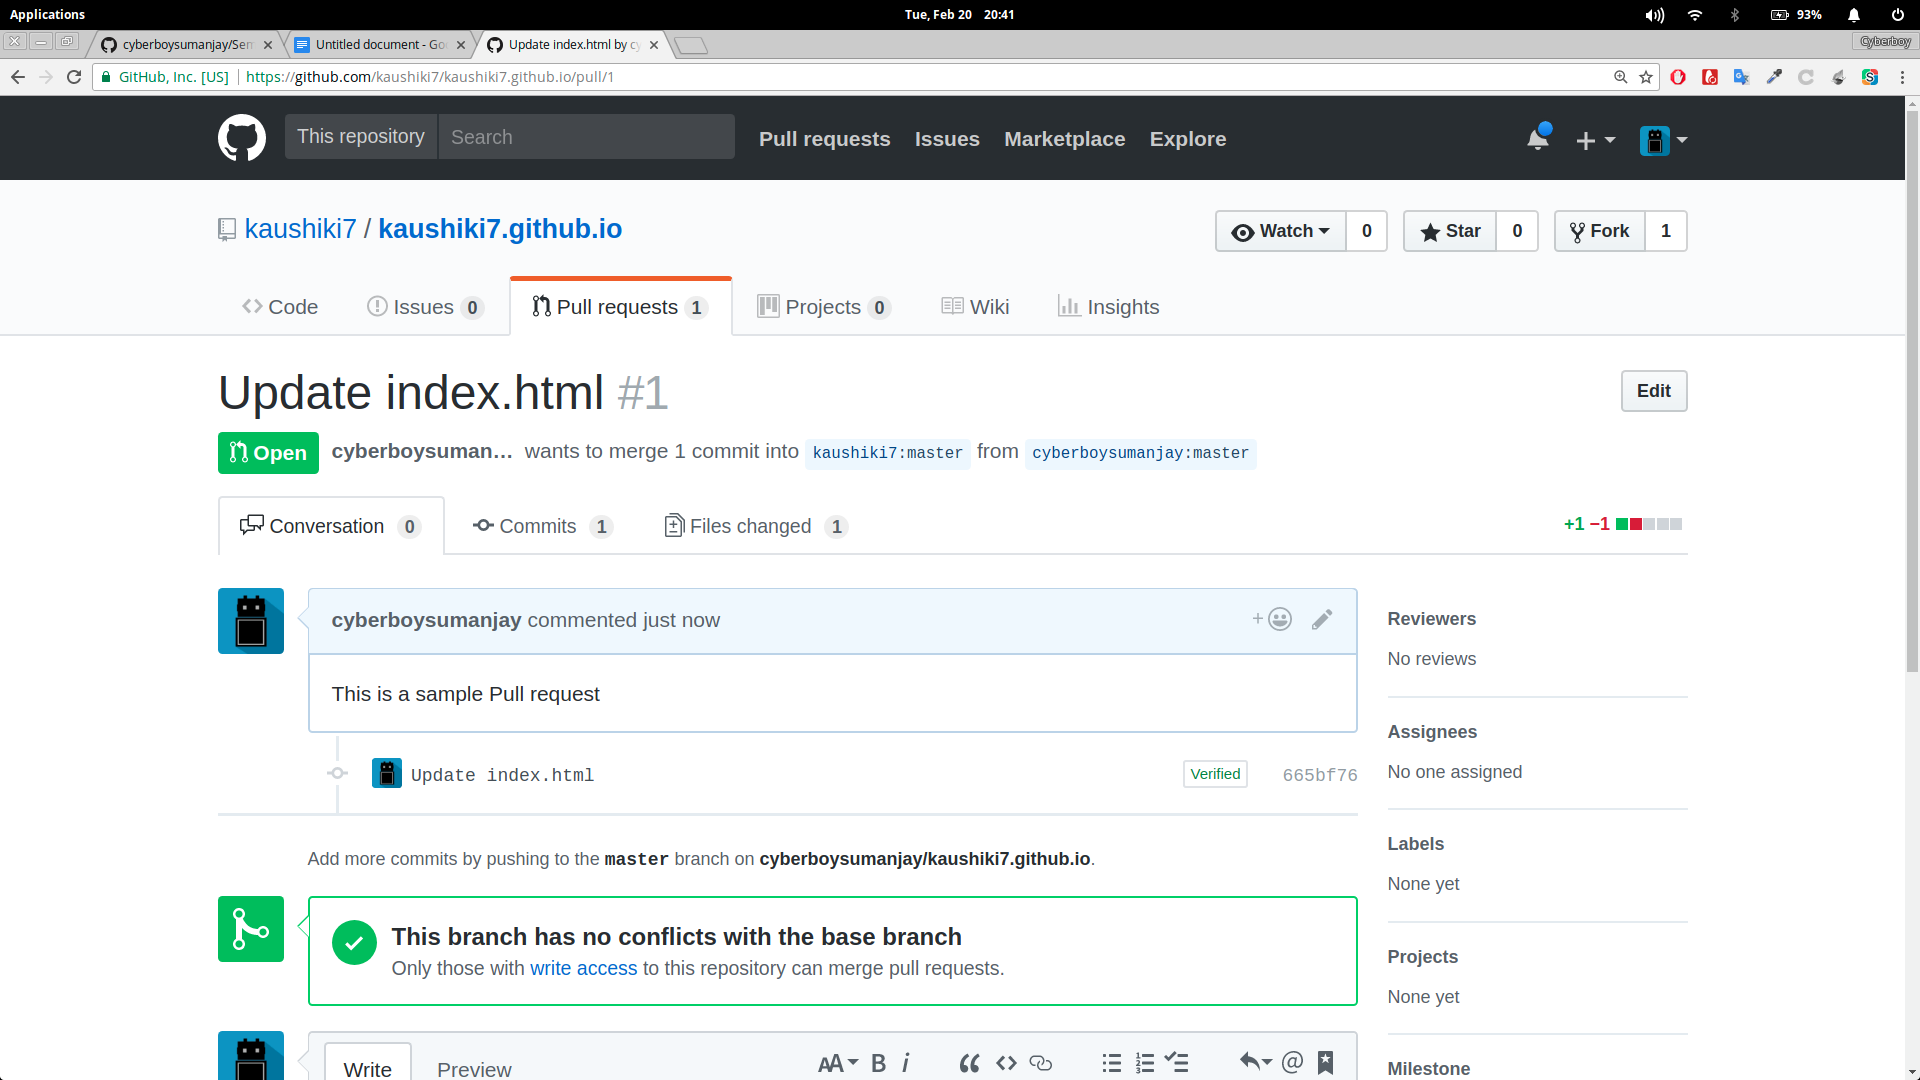 Applications
Tue, Feb 20 20:41
93%
cyberboysumanjay/Sem
Untitled document - Goo
Update index.html by cy
Cyberboy
GitHub, Inc. [US]
https://github.com/kaushiki7/kaushiki7.github.io/pull/1
This repository
Search
Pull requests
Issues
Marketplace
Explore
kaushiki7 / kaushiki7.github.io
Watch 0
Star 0
Fork 1
Code
Issues 0
Pull requests 1
Projects 0
Wiki
Insights
Update index.html #1
Edit
Open
cyberboysuman… wants to merge 1 commit into kaushiki7:master from cyberboysumanjay:master
Conversation 0
Commits 1
Files changed 1
+1 −1
cyberboysumanjay commented just now
This is a sample Pull request
Update index.html
Verified
665bf76
Add more commits by pushing to the master branch on cyberboysumanjay/kaushiki7.github.io.
This branch has no conflicts with the base branch
Only those with write access to this repository can merge pull requests.
Write
Preview
Reviewers
No reviews
Assignees
No one assigned
Labels
None yet
Projects
None yet
Milestone